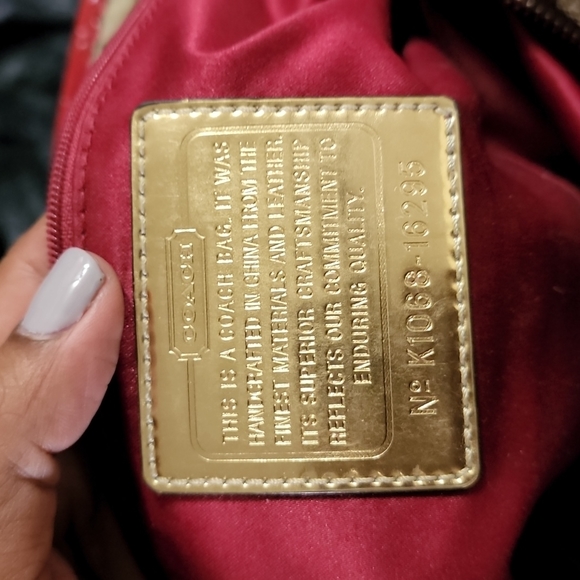 COACH
THIS IS A COACH BAG. IT WAS
HANDCRAFTED IN CHINA FROM THE
FINEST MATERIALS AND LEATHER.
ITS SUPERIOR CRAFTSMANSHIP
REFLECTS OUR COMMITMENT TO
ENDURING QUALITY.
Nº K1068-16295